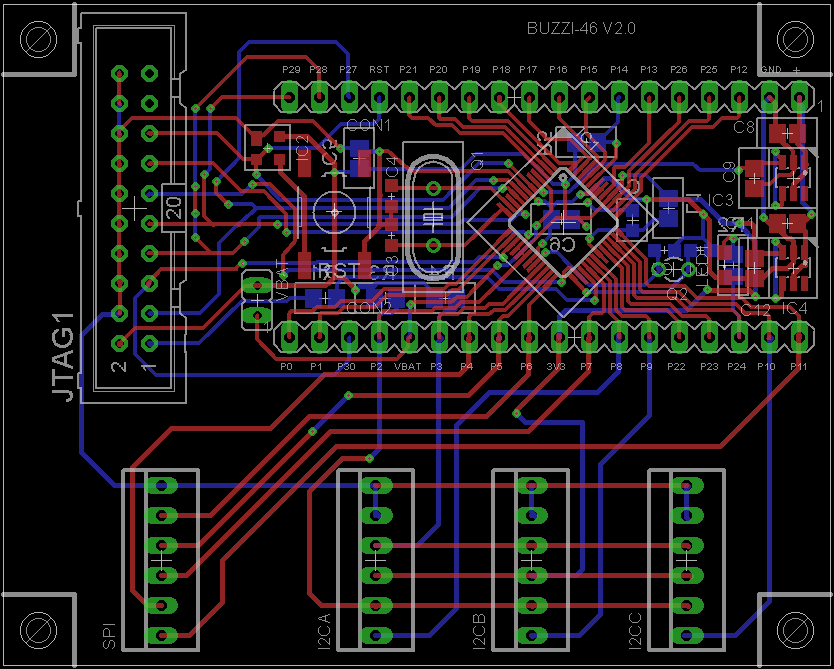 BUZZI-46 V2.0
P29 P28 P27 RST P21 P20 P19 P18 P17 P16 P15 P14 P13 P26 P25 P12 GND +
1
CON1
C8
IC2
C4
Q1
C9
20
IC3
C6
VBAT
RST
C3
LED1
Q2
CON2
C12
IC4
JTAG1
2
1
P0 P1 P30 P2 VBAT P3 P4 P5 P6 3V3 P7 P8 P9 P22 P23 P24 P10 P11
SPI
I2CA
I2CB
I2CC